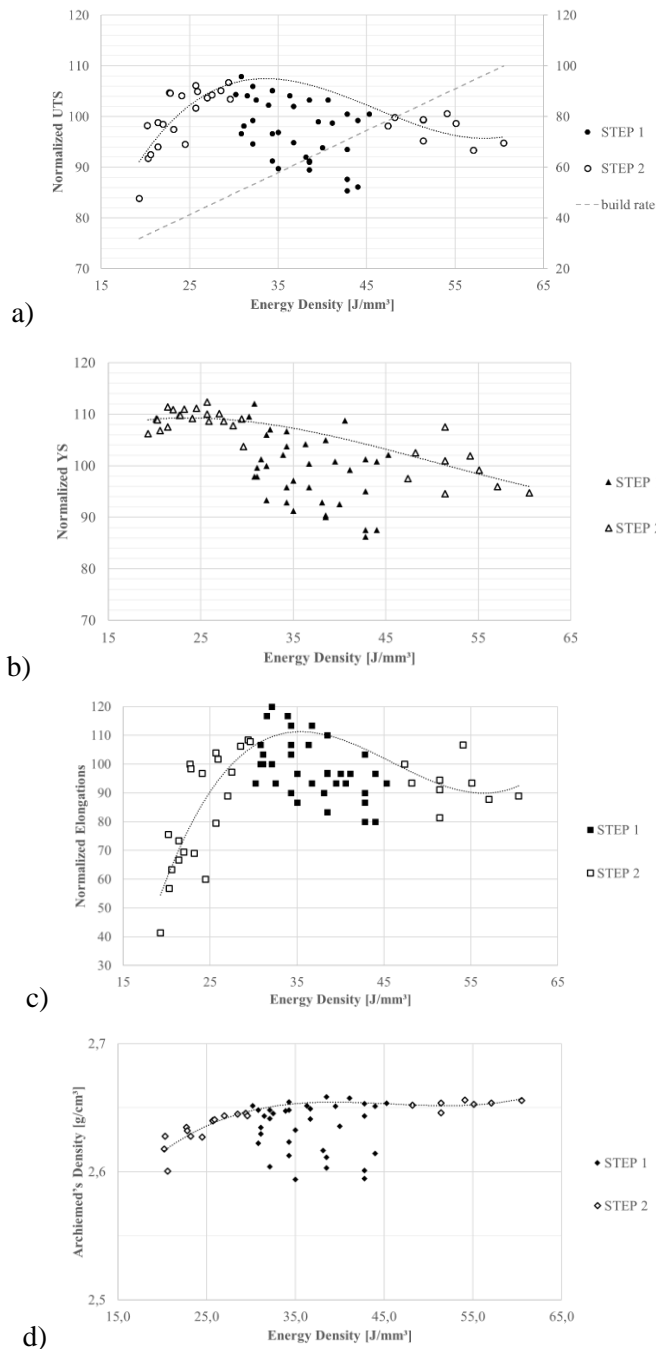 120
110
100
90
80
70
Normalized UTS
120
100
80
60
40
20
15 25 35 45 55 65
Energy Density [J/mm³]
STEP 1
STEP 2
build rate
a)
120
110
100
90
80
70
Normalized YS
15 25 35 45 55 65
Energy Density [J/mm³]
STEP
STEP 2
b)
120
110
100
90
80
70
60
50
40
30
Normalized Elongations
15 25 35 45 55 65
Energy Density [J/mm³]
STEP 1
STEP 2
c)
2,7
2,6
2,5
Archiemed's Density [g/cm³]
15,0 25,0 35,0 45,0 55,0 65,0
Energy Density [J/mm³]
STEP 1
STEP 2
d)